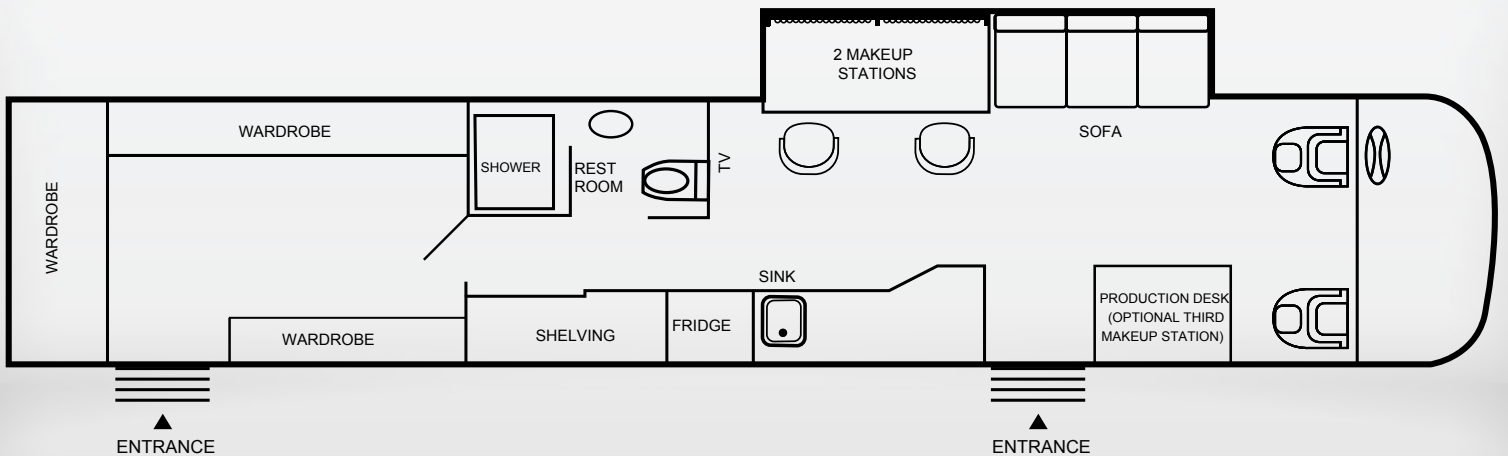 2 MAKEUP
STATIONS
WARDROBE
SOFA
SHOWER
REST
ROOM
TV
WARDROBE
SINK
PRODUCTION DESK
(OPTIONAL THIRD
MAKEUP STATION)
WARDROBE
SHELVING
FRIDGE
ENTRANCE
ENTRANCE